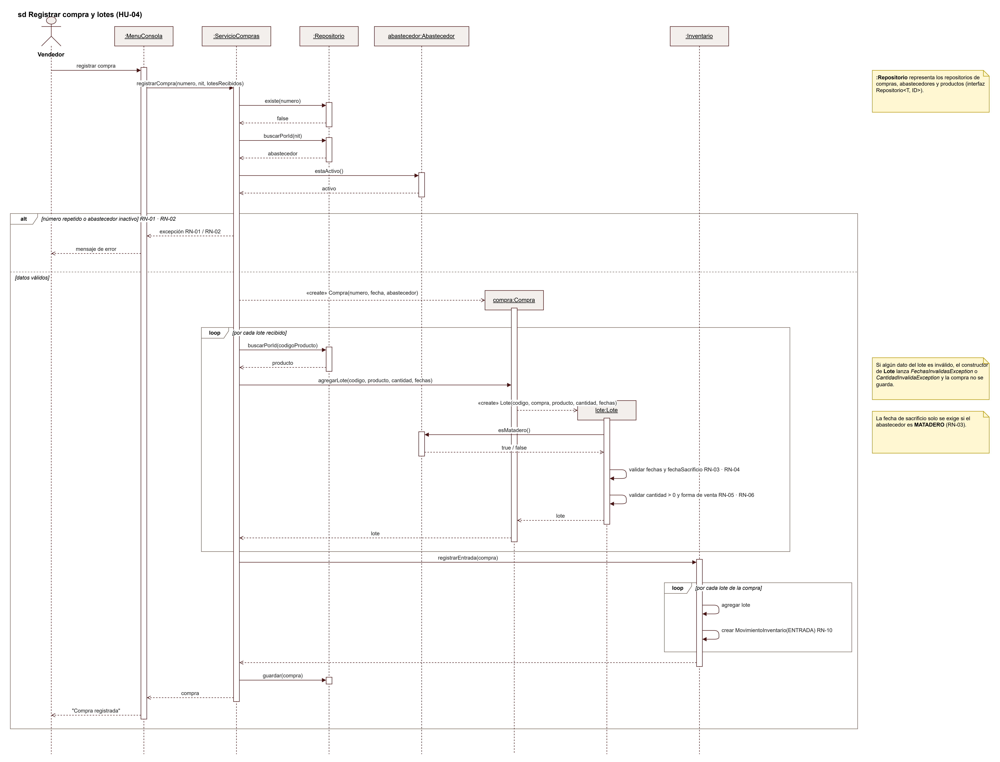 sd Registrar compra y lotes (HU-04)
:MenuConsola
:ServicioCompras
:Repositorio
abastecedor:Abastecedor
:Inventario
Vendedor
registrar compra
:Repositorio representa los repositorios de
compras, abastecedores y productos (interfaz
Repositorio<T, ID>).
registrarCompra(numero, nit, lotesRecibidos)
existe(numero)
false
buscarPorId(nit)
abastecedor
estaActivo()
activo
alt
[número repetido o abastecedor inactivo] RN-01 · RN-02
excepción RN-01 / RN-02
mensaje de error
[datos válidos]
«create» Compra(numero, fecha, abastecedor)
compra:Compra
loop
[por cada lote recibido]
buscarPorId(codigoProducto)
producto
Si algún dato del lote es inválido, el constructor
de Lote lanza FechasInvalidasException o
CantidadInvalidaException y la compra no se
guarda.
agregarLote(codigo, producto, cantidad, fechas)
«create» Lote(codigo, compra, producto, cantidad, fechas)
lote:Lote
La fecha de sacrificio solo se exige si el
abastecedor es MATADERO (RN-03).
esMatadero()
true / false
validar fechas y fechaSacrificio RN-03 · RN-04
validar cantidad > 0 y forma de venta RN-05 · RN-06
lote
lote
registrarEntrada(compra)
loop
[por cada lote de la compra]
agregar lote
crear MovimientoInventario(ENTRADA) RN-10
guardar(compra)
compra
"Compra registrada"